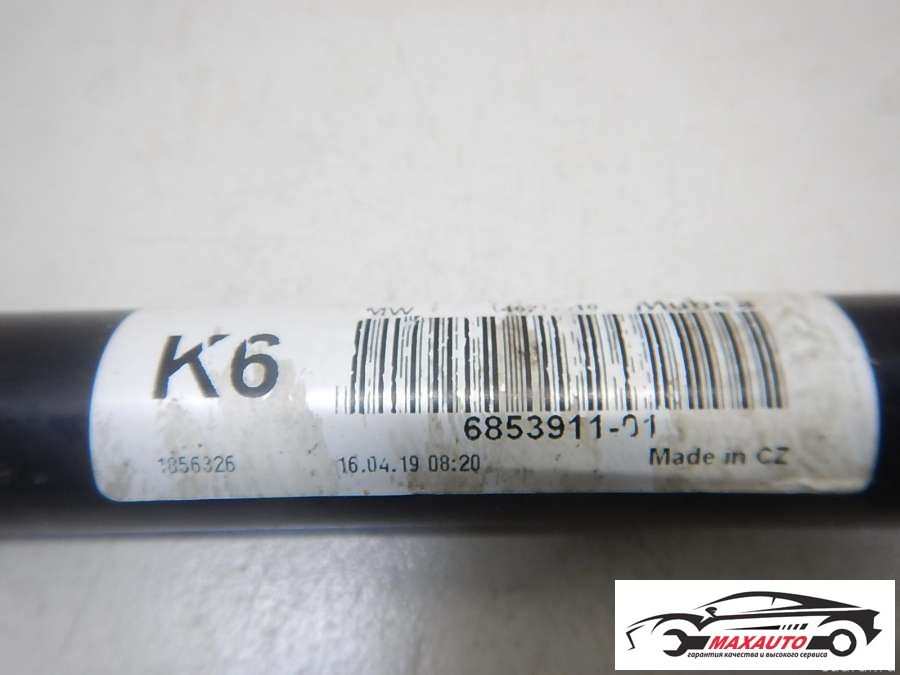 K6
6853911-01
1856326
16.04.19 08:20
Made in CZ
MAXAUTO
гарантия качества и высокого сервиса